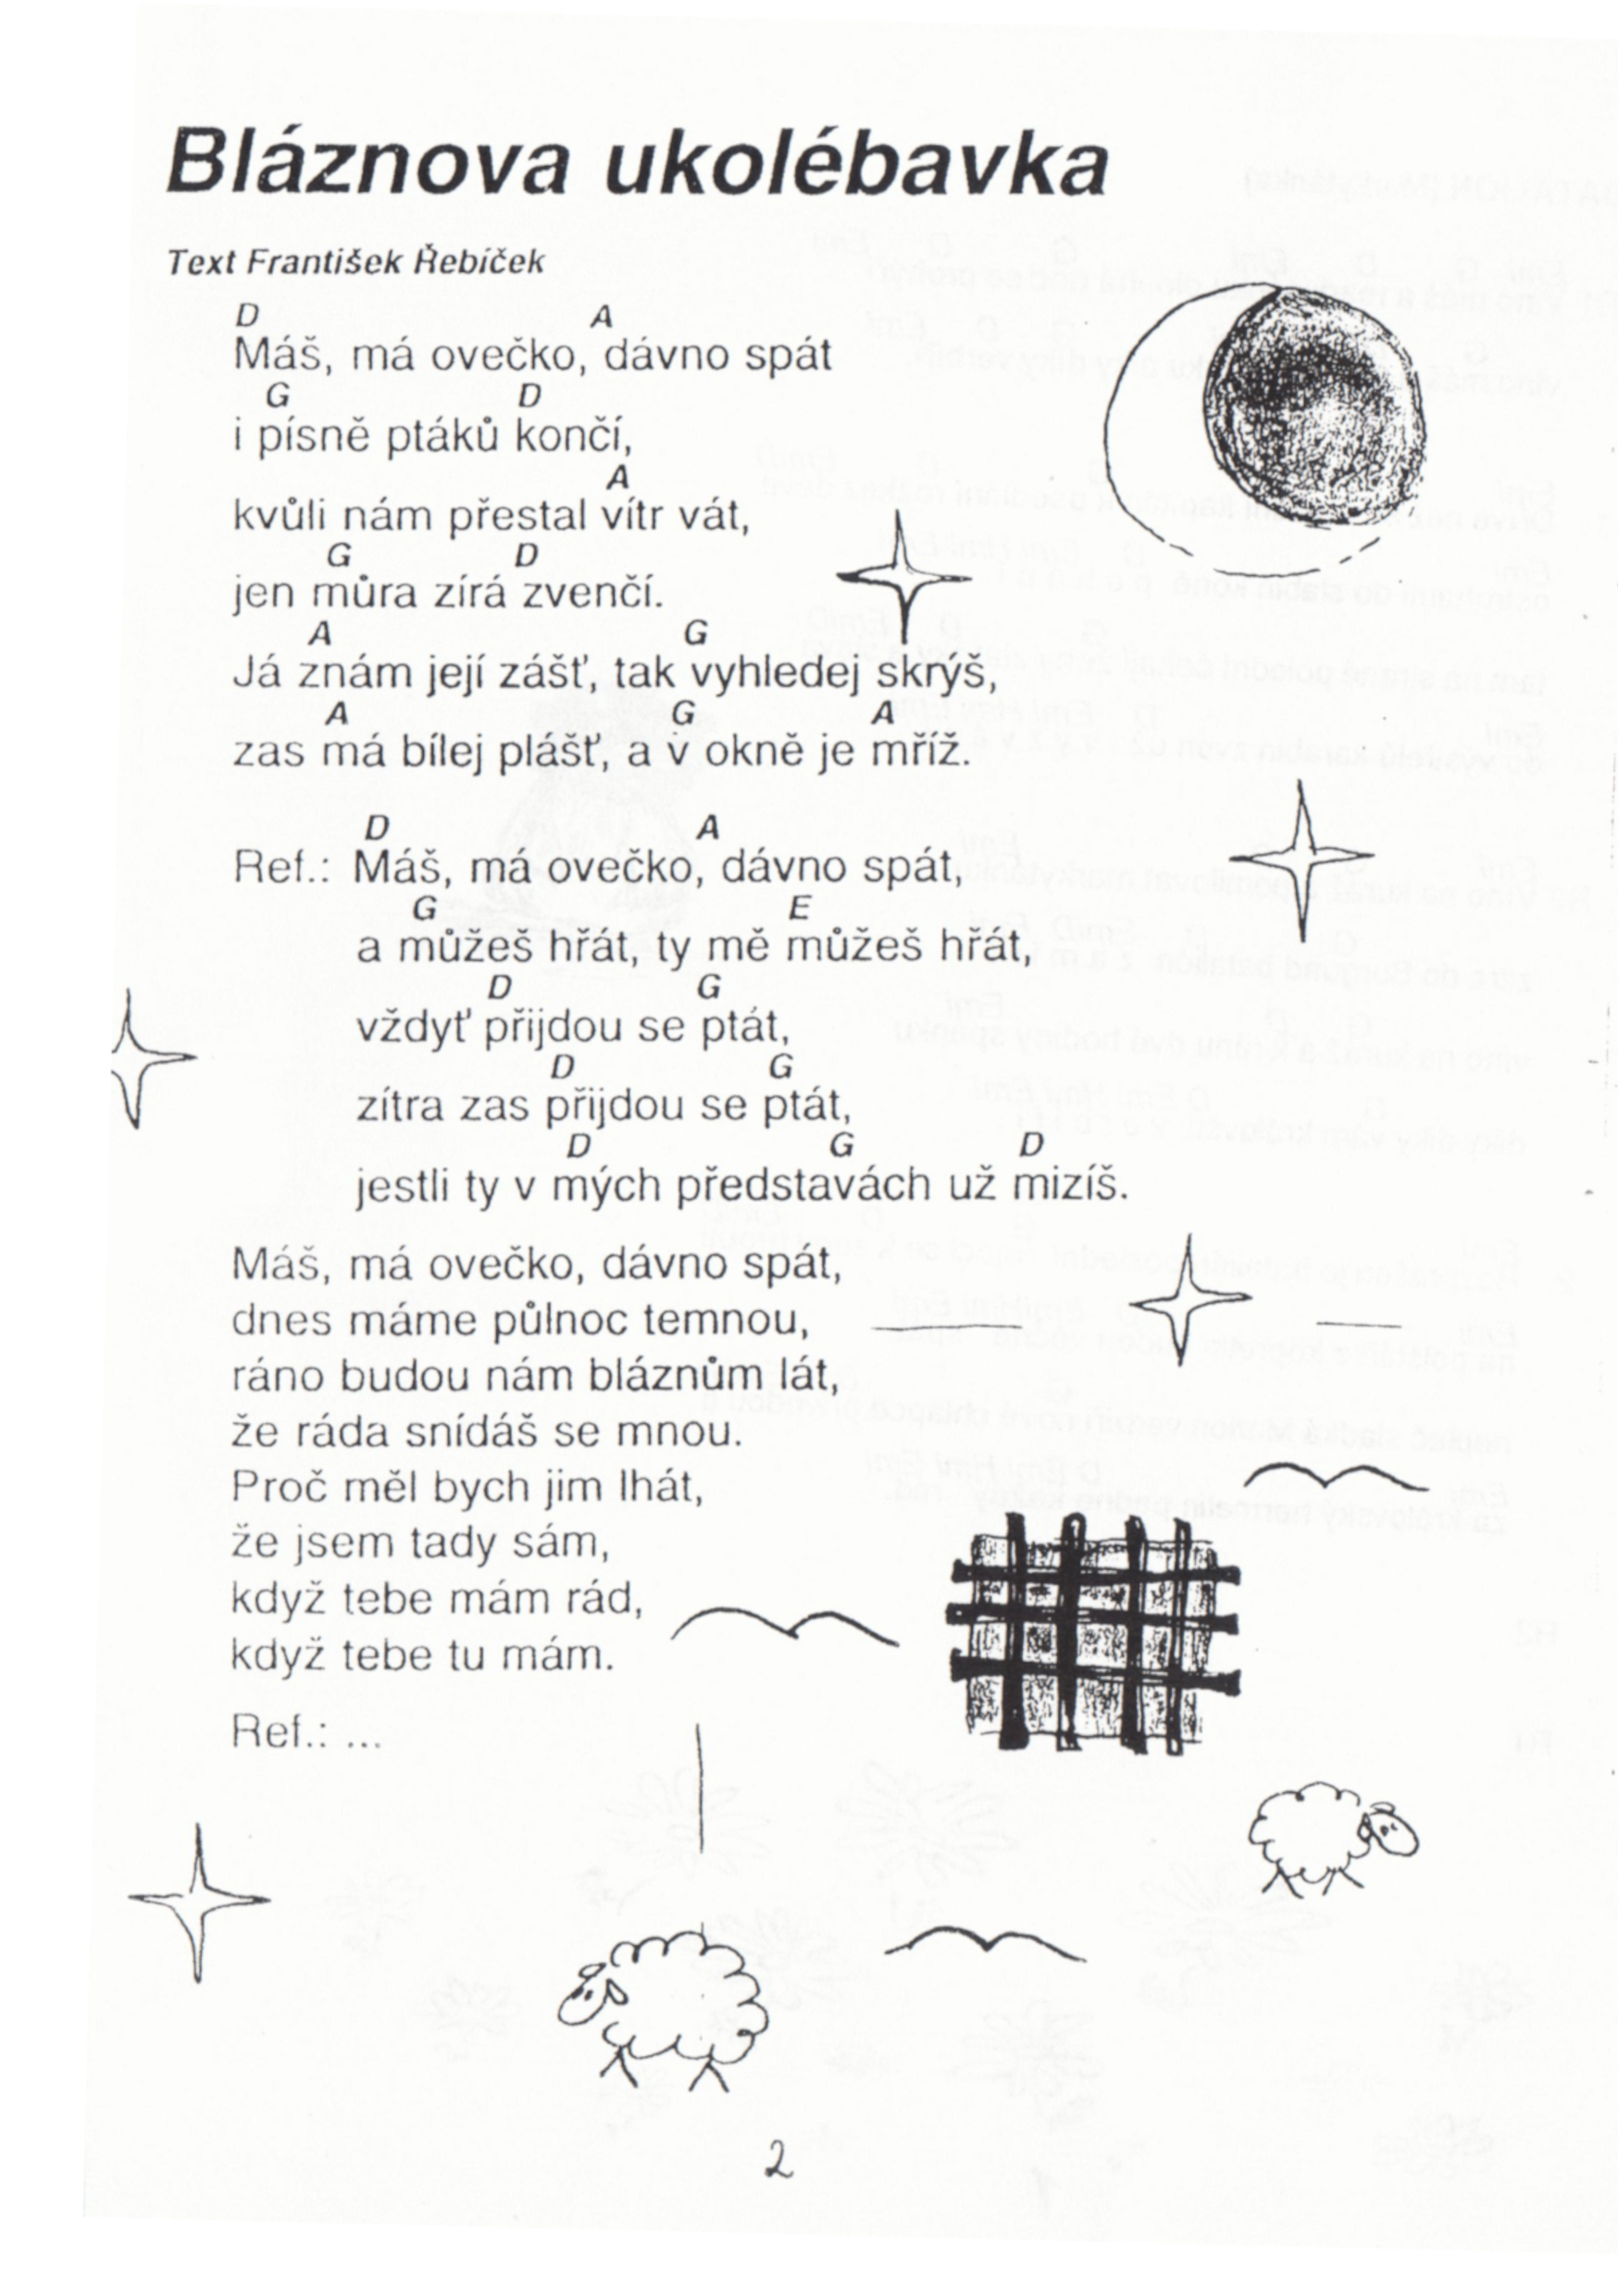 Bláznova ukolébavka
Text František Řebíček
D A
Máš, má ovečko, dávno spát
G D
i písně ptáků končí,
A
kvůli nám přestal vítr vát,
G D
jen můra zírá zvenčí.
A G
Já znám její zášť, tak vyhledej skrýš,
A G A
zas má bílej plášť, a v okně je mříž.
D A
Ref.: Máš, má ovečko, dávno spát,
G E
a můžeš hřát, ty mě můžeš hřát,
D G
vždyť přijdou se ptát,
D G
zítra zas přijdou se ptát,
D G D
jestli ty v mých představách už mizíš.
Máš, má ovečko, dávno spát,
dnes máme půlnoc temnou,
ráno budou nám bláznům lát,
že ráda snídáš se mnou.
Proč měl bych jim lhát,
že jsem tady sám,
když tebe mám rád,
když tebe tu mám.
Ref.: ...
2